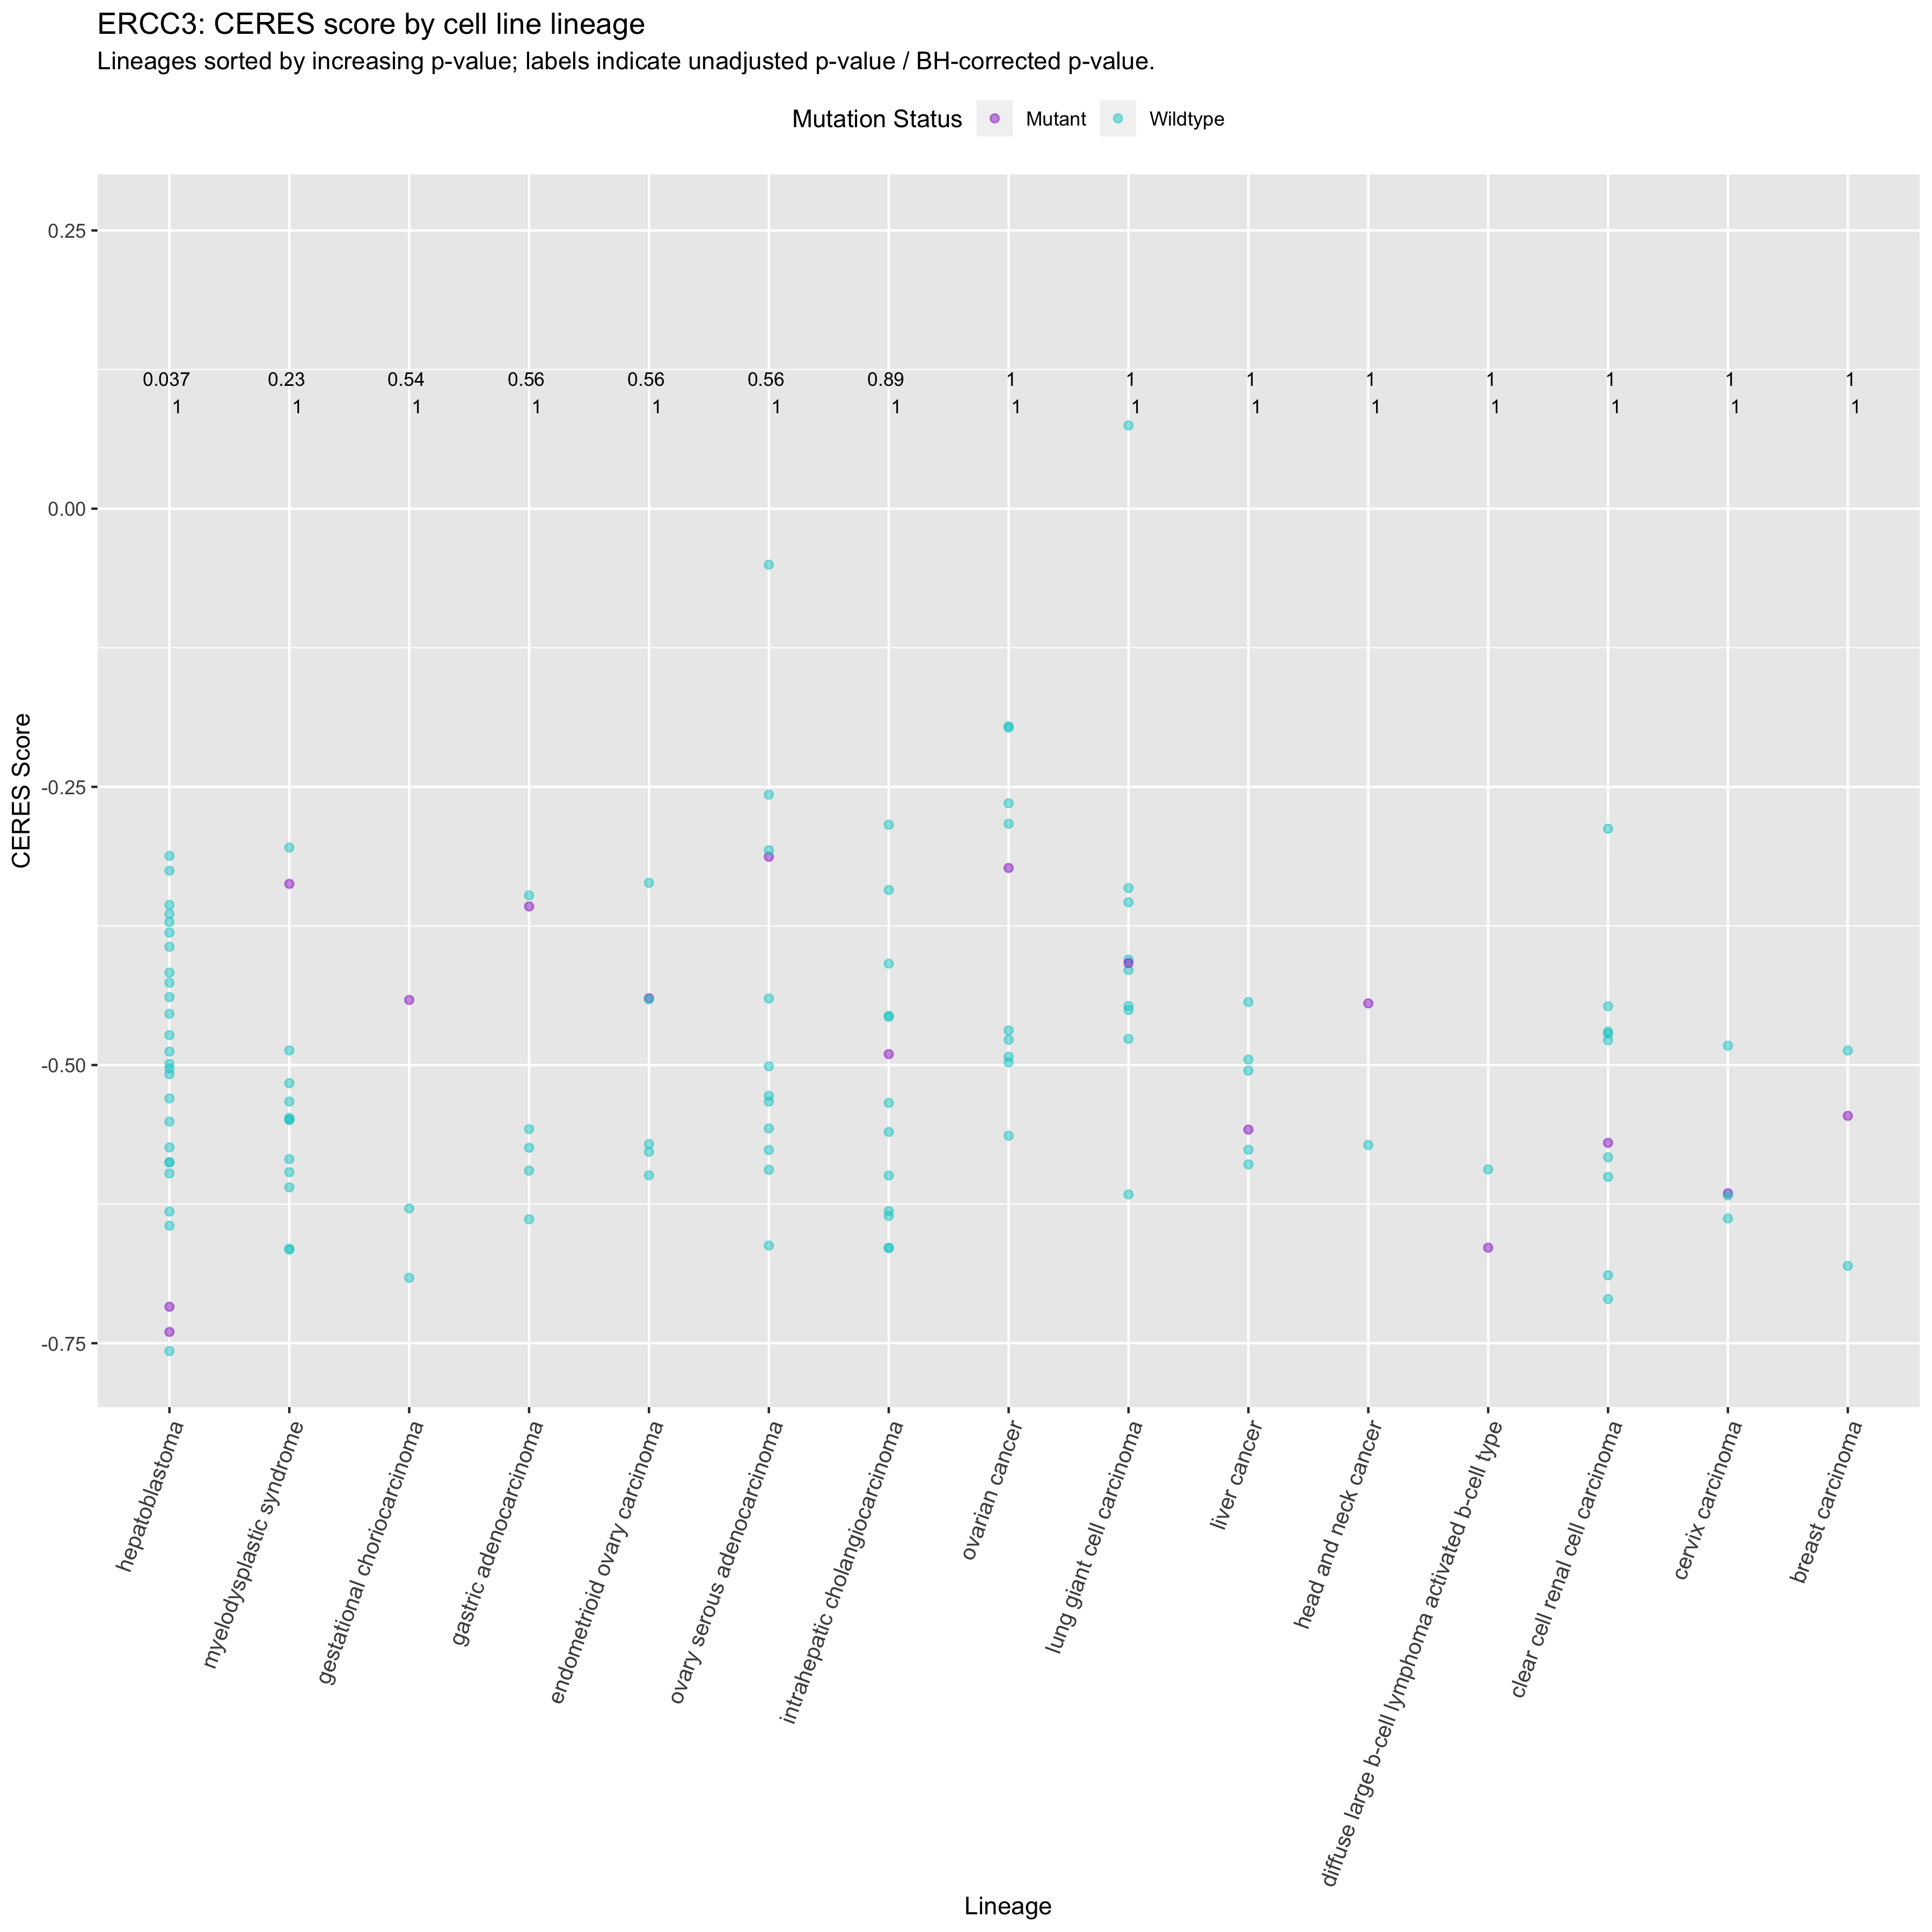 ERCC3: CERES score by cell line lineage
Lineages sorted by increasing p-value; labels indicate unadjusted p-value / BH-corrected p-value.
Mutation Status Mutant Wildtype
0.25
0.037 0.23 0.54 0.56 0.56 0.56 0.89 1 1 1 1 1 1 1 1
1 1 1 1 1 1 1 1 1 1 1 1 1 1 1
0.00
-0.25
-0.50
-0.75
CERES Score
hepatoblastoma
myelodysplastic syndrome
gestational choriocarcinoma
gastric adenocarcinoma
endometrioid ovary carcinoma
ovary serous adenocarcinoma
intrahepatic cholangiocarcinoma
ovarian cancer
lung giant cell carcinoma
liver cancer
head and neck cancer
diffuse large b-cell lymphoma activated b-cell type
clear cell renal cell carcinoma
cervix carcinoma
breast carcinoma
Lineage